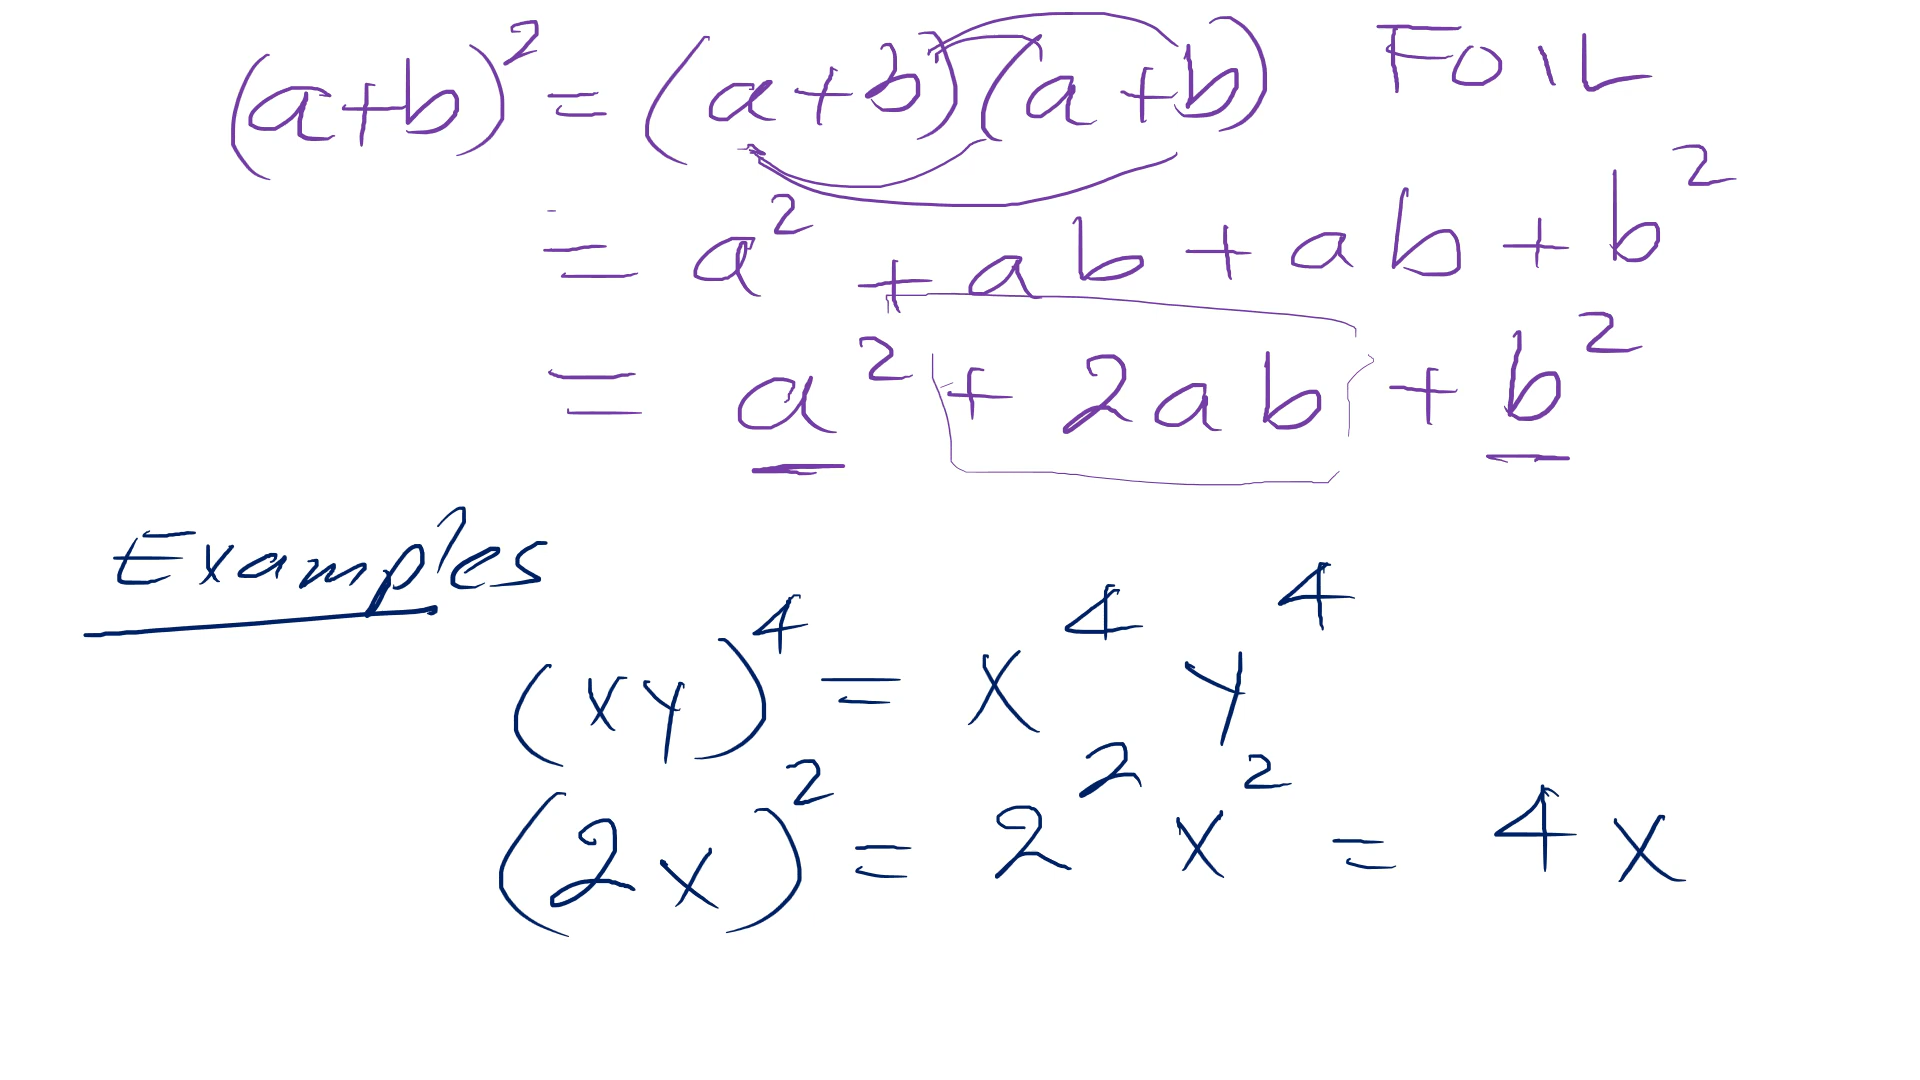 (a+b)² = (a+b)(a+b) FOIL
= a² + ab + ab + b²
= a² + 2ab + b²
Examples
(xy)⁴ = x⁴ y⁴
(2x)² = 2² x² = 4x